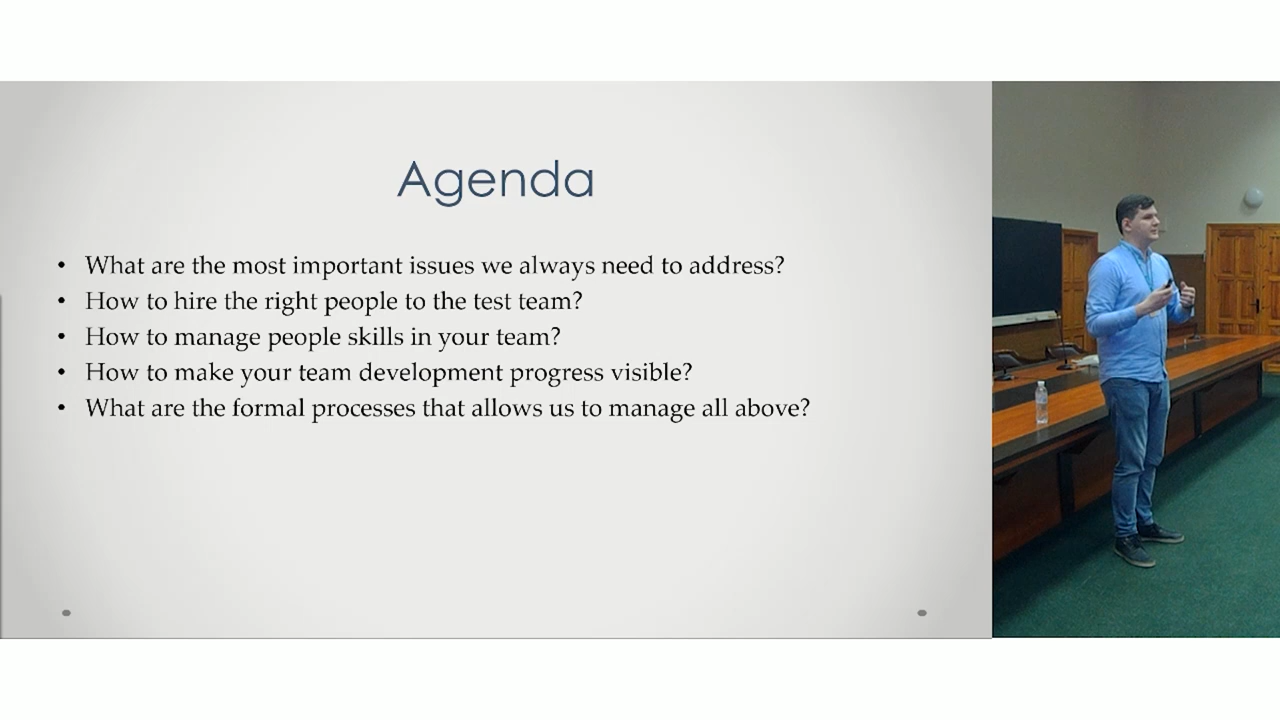 Agenda
• What are the most important issues we always need to address?
• How to hire the right people to the test team?
• How to manage people skills in your team?
• How to make your team development progress visible?
• What are the formal processes that allows us to manage all above?